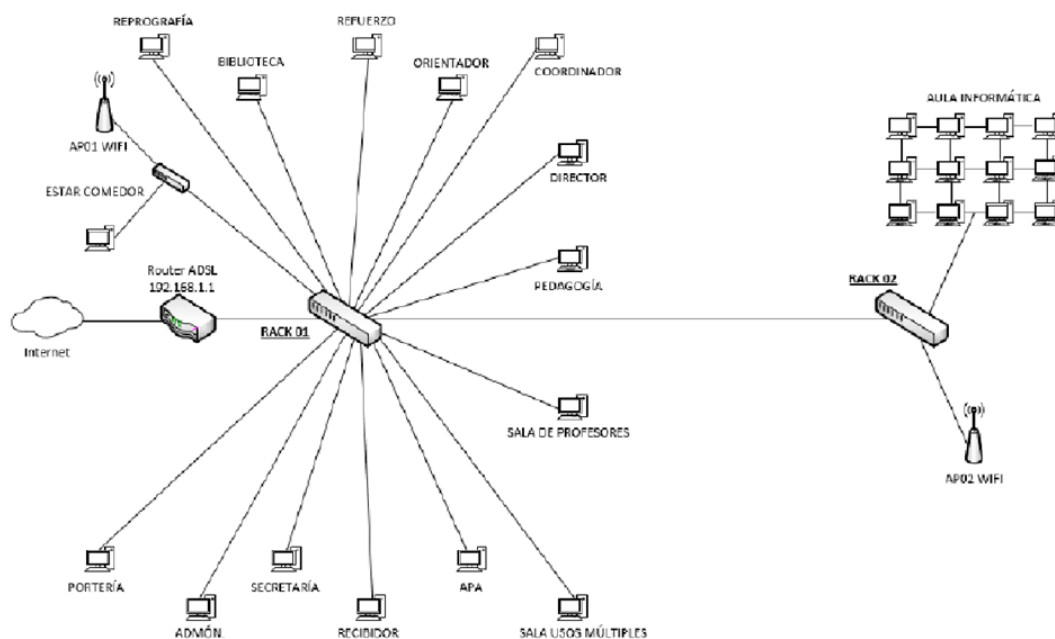 REPROGRAFÍA
REFUERZO
BIBLIOTECA
ORIENTADOR
COORDINADOR
AULA INFORMÁTICA
AP01 WIFI
DIRECTOR
ESTAR COMEDOR
Router ADSL
192.168.1.1
PEDAGOGÍA
RACK 02
RACK 01
Internet
SALA DE PROFESORES
AP02 WIFI
PORTERÍA
SECRETARÍA
APA
ADMÓN.
RECIBIDOR
SALA USOS MÚLTIPLES